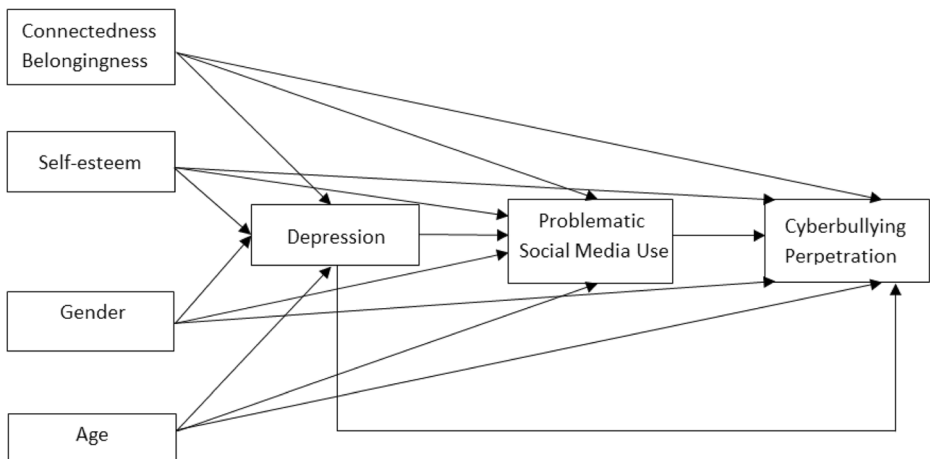 Connectedness
Belongingness
Self-esteem
Depression
Problematic
Social Media Use
Cyberbullying
Perpetration
Gender
Age